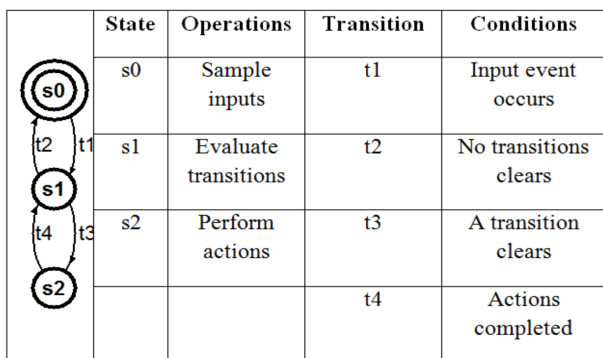 State Operations Transition Conditions
s0
s0 Sample inputs t1 Input event occurs
t2 t1
s1
s1 Evaluate transitions t2 No transitions clears
t4 t3
s2
s2 Perform actions t3 A transition clears
t4 Actions completed